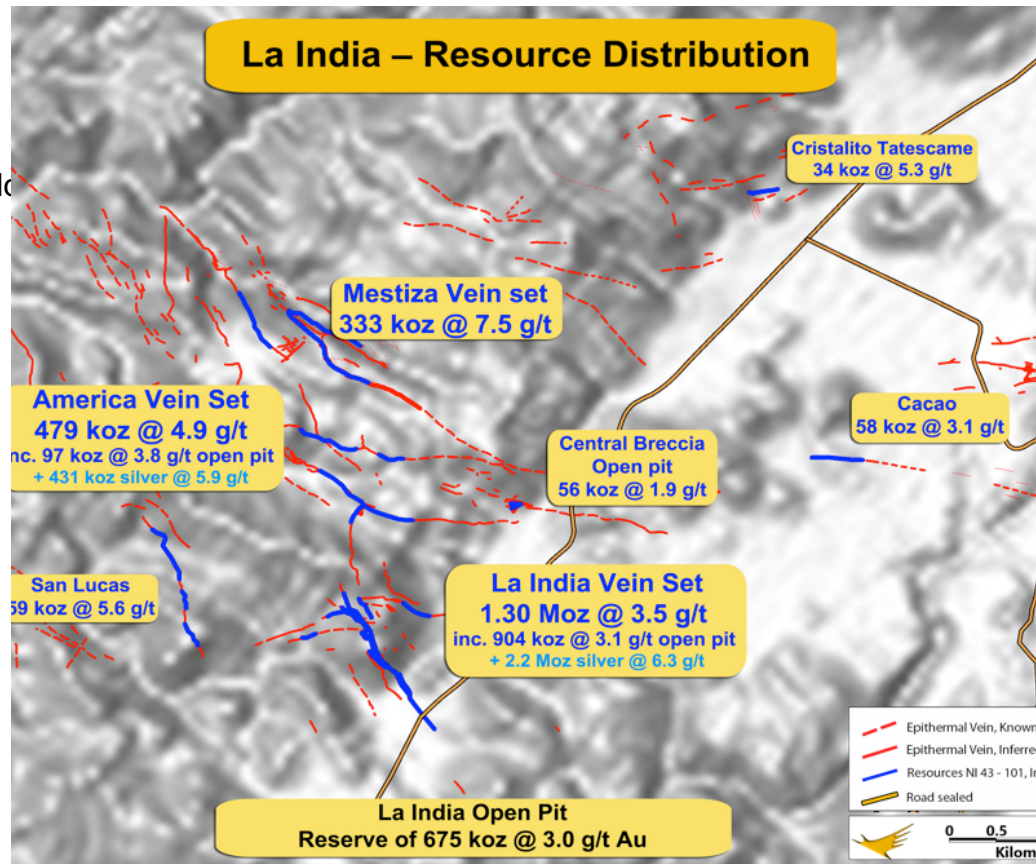 La India – Resource Distribution
Cristalito Tatescame
34 koz @ 5.3 g/t
Mestiza Vein set
333 koz @ 7.5 g/t
America Vein Set
479 koz @ 4.9 g/t
inc. 97 koz @ 3.8 g/t open pit
+ 431 koz silver @ 5.9 g/t
Cacao
58 koz @ 3.1 g/t
Central Breccia
Open pit
56 koz @ 1.9 g/t
San Lucas
59 koz @ 5.6 g/t
La India Vein Set
1.30 Moz @ 3.5 g/t
inc. 904 koz @ 3.1 g/t open pit
+ 2.2 Moz silver @ 6.3 g/t
La India Open Pit
Reserve of 675 koz @ 3.0 g/t Au
Epithermal Vein, Known
Epithermal Vein, Inferre
Resources NI 43 - 101, In
Road sealed
0 0.5
Kilom